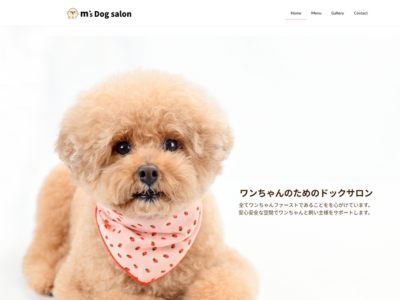 m's Dog salon
Home Menu Gallery Contact
ワンちゃんのためのドックサロン
全てワンちゃんファーストであることをを心がけています。
安心安全な空間でワンちゃんと飼い主様をサポートします。